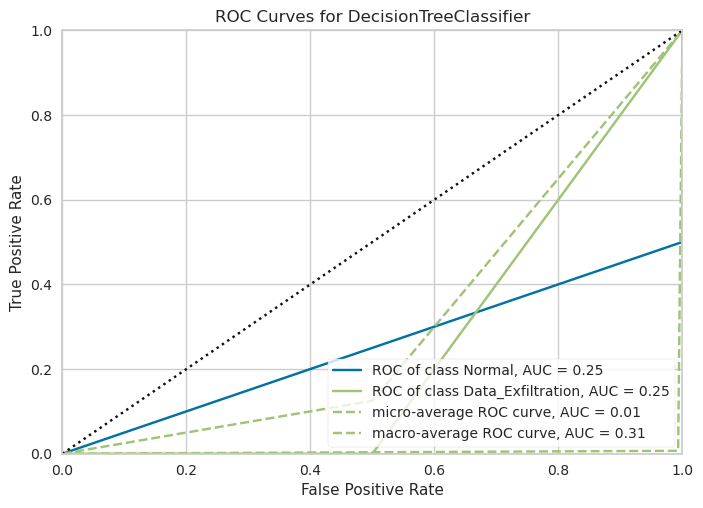 ROC Curves for DecisionTreeClassifier
True Positive Rate
1.0
0.8
0.6
0.4
0.2
0.0
ROC of class Normal, AUC = 0.25
ROC of class Data_Exfiltration, AUC = 0.25
micro-average ROC curve, AUC = 0.01
macro-average ROC curve, AUC = 0.31
0.0 0.2 0.4 0.6 0.8 1.0
False Positive Rate